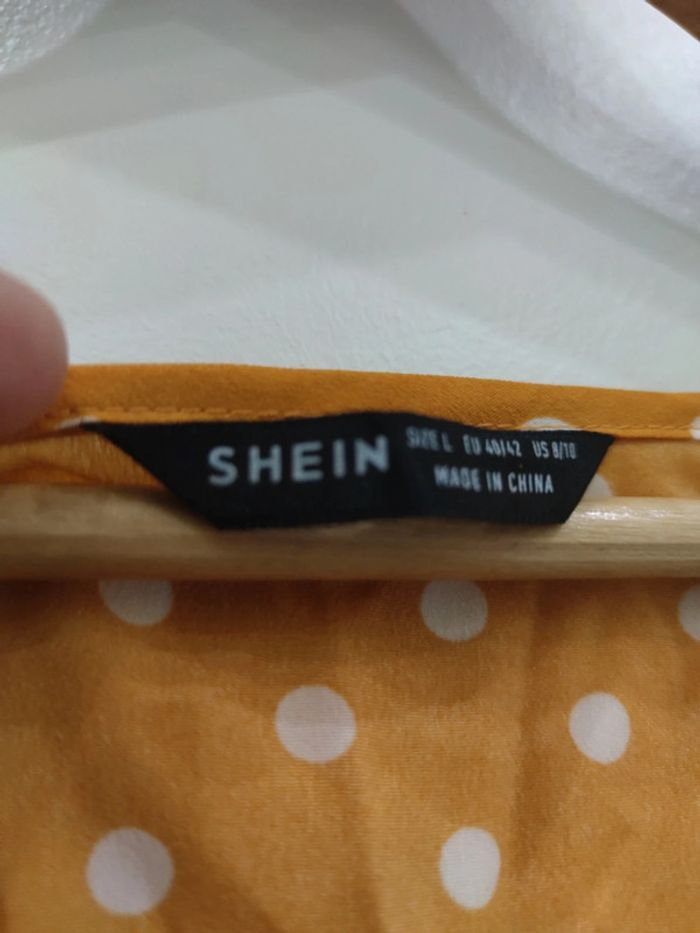 SHEIN
SIZE L EU 40/42 US 8/10
MADE IN CHINA